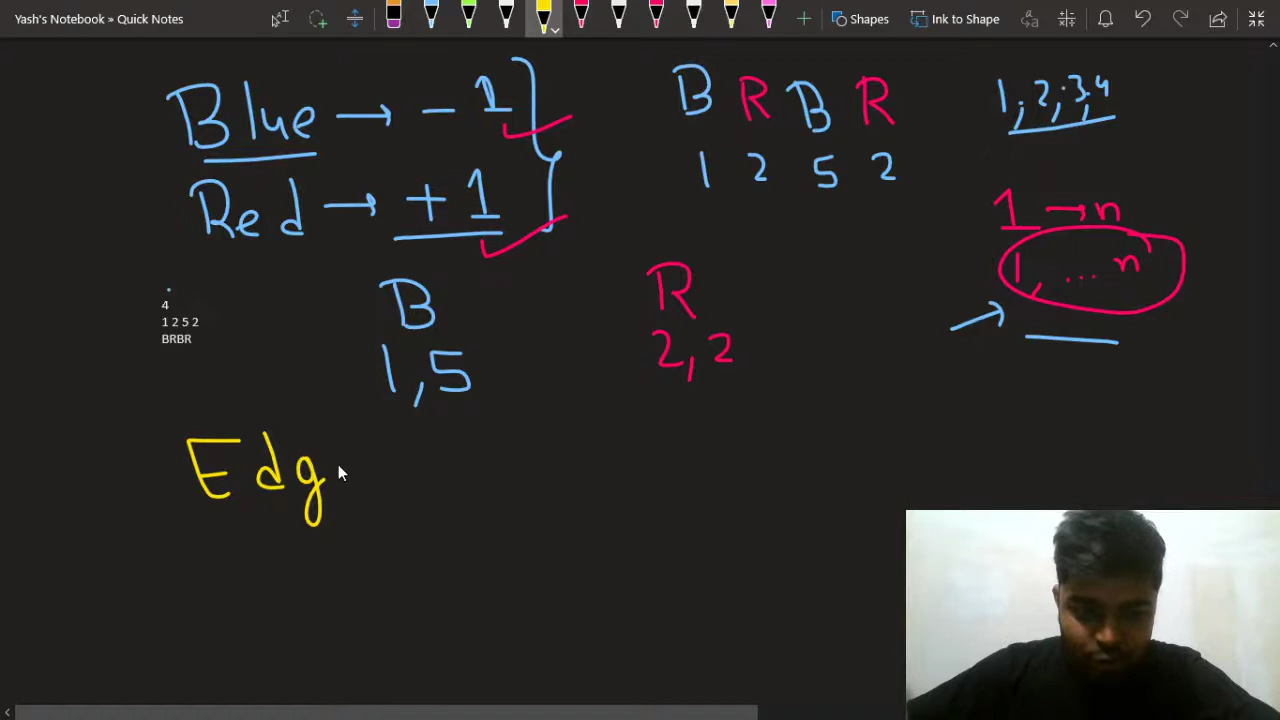 Yash's Notebook » Quick Notes
Shapes
Ink to Shape
Blue → - 1
Red → + 1
B R B R
1 2 5 2
1, 2, 3, 4
1 → n
1, ... n
4
1 2 5 2
BRBR
B
1, 5
R
2, 2
Edg